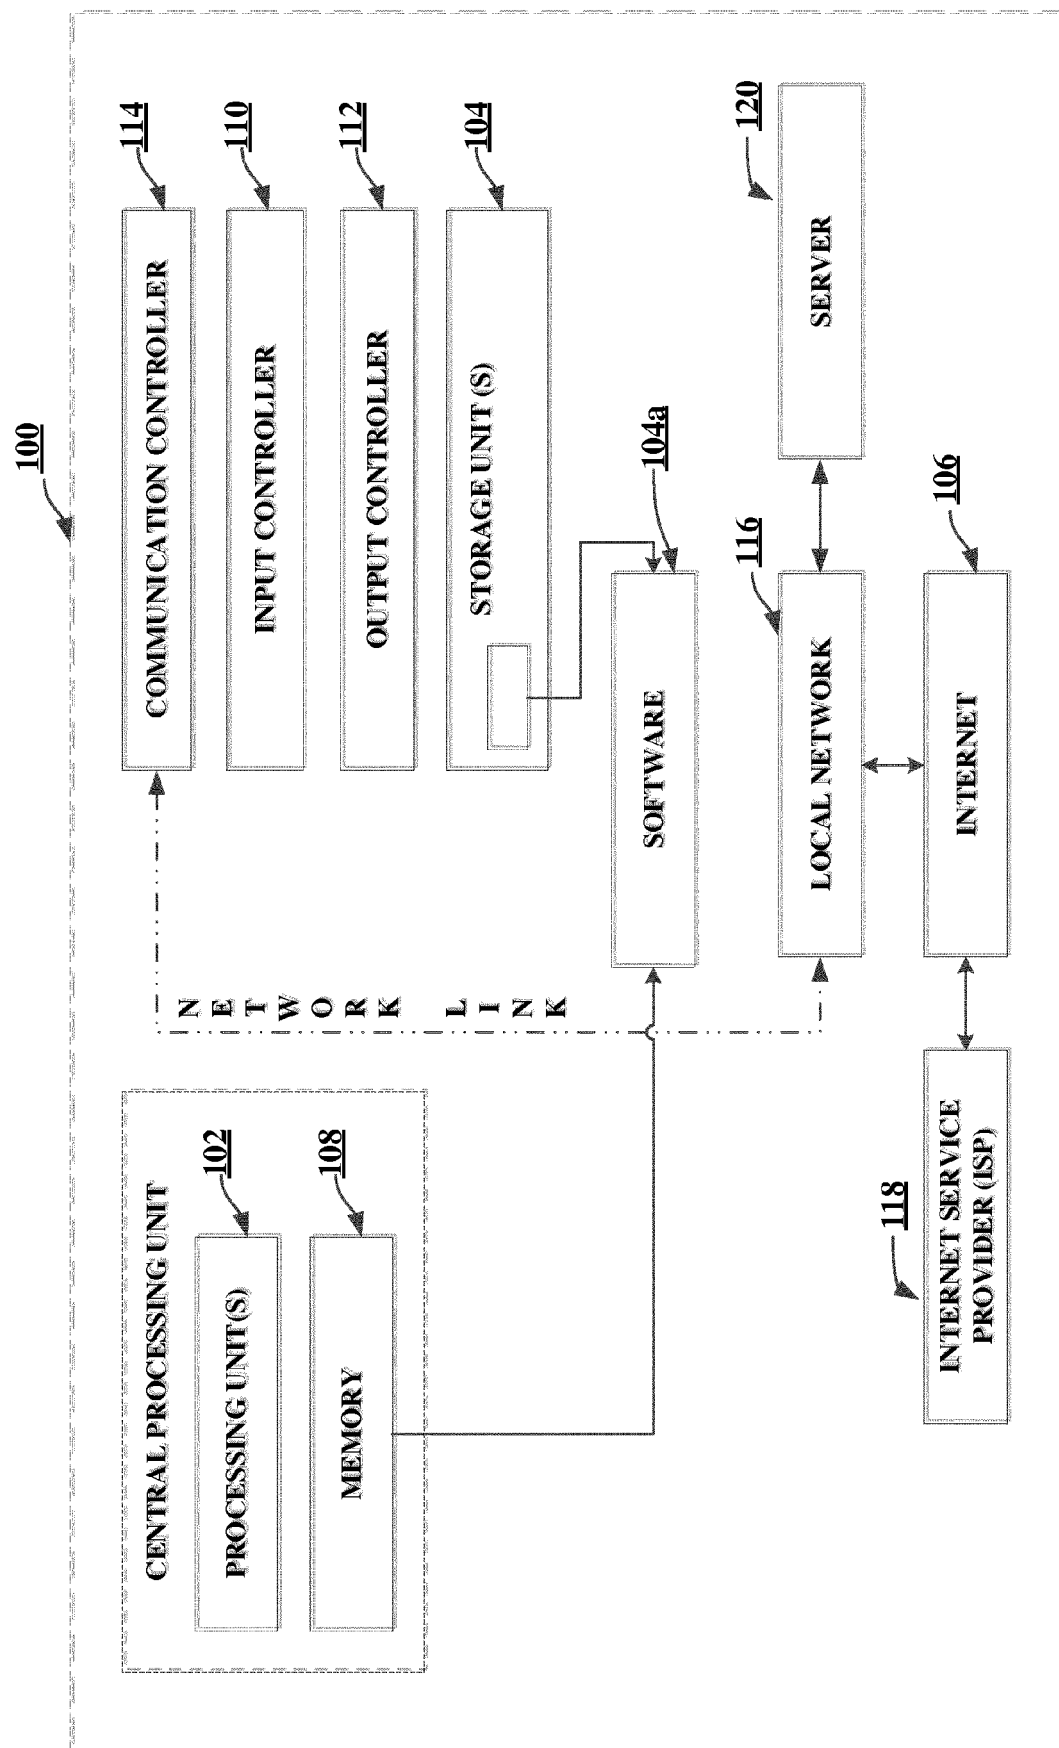 100
CENTRAL PROCESSING UNIT
102
PROCESSING UNIT(S)
108
MEMORY
NETWORK LINK
114
COMMUNICATION CONTROLLER
110
INPUT CONTROLLER
112
OUTPUT CONTROLLER
104
STORAGE UNIT (S)
104a
SOFTWARE
116
LOCAL NETWORK
120
SERVER
118
INTERNET SERVICE
PROVIDER (ISP)
106
INTERNET